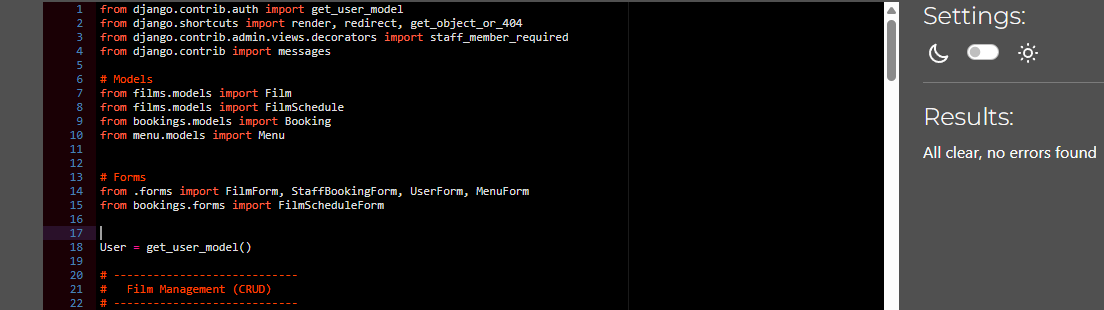 1 from django.contrib.auth import get_user_model
2 from django.shortcuts import render, redirect, get_object_or_404
3 from django.contrib.admin.views.decorators import staff_member_required
4 from django.contrib import messages
5
6 # Models
7 from films.models import Film
8 from films.models import FilmSchedule
9 from bookings.models import Booking
10 from menu.models import Menu
11
12
13 # Forms
14 from .forms import FilmForm, StaffBookingForm, UserForm, MenuForm
15 from bookings.forms import FilmScheduleForm
16
17
18 User = get_user_model()
19
20 # ----------------------------
21 #   Film Management (CRUD)
22 # ----------------------------
Settings:
Results:
All clear, no errors found